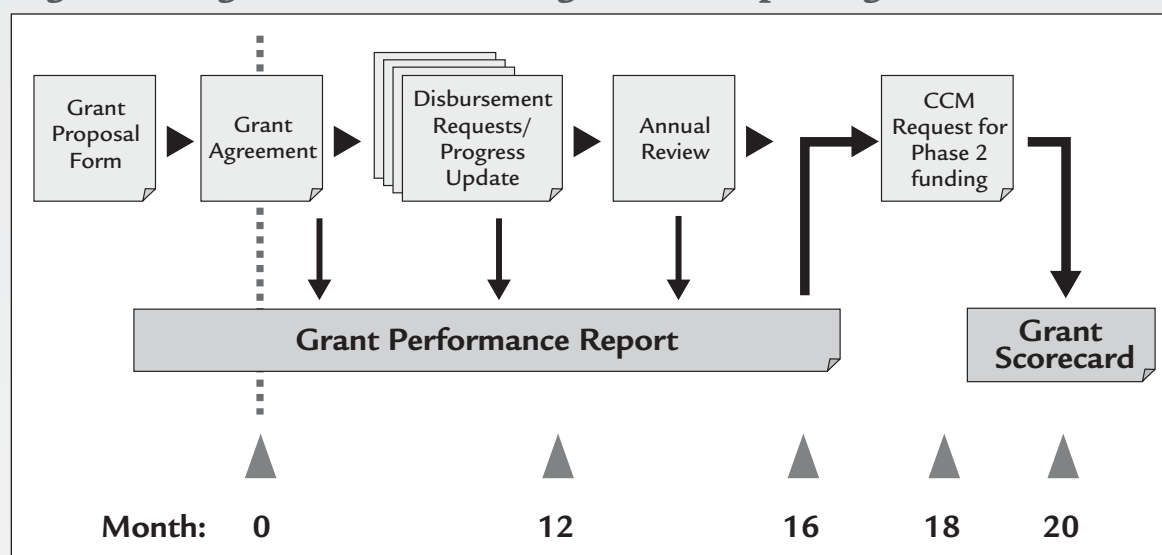 Grant
Proposal
Form
Grant
Agreement
Disbursement
Requests/
Progress
Update
Annual
Review
CCM
Request for
Phase 2
funding
Grant Performance Report
Grant
Scorecard
Month: 0 12 16 18 20